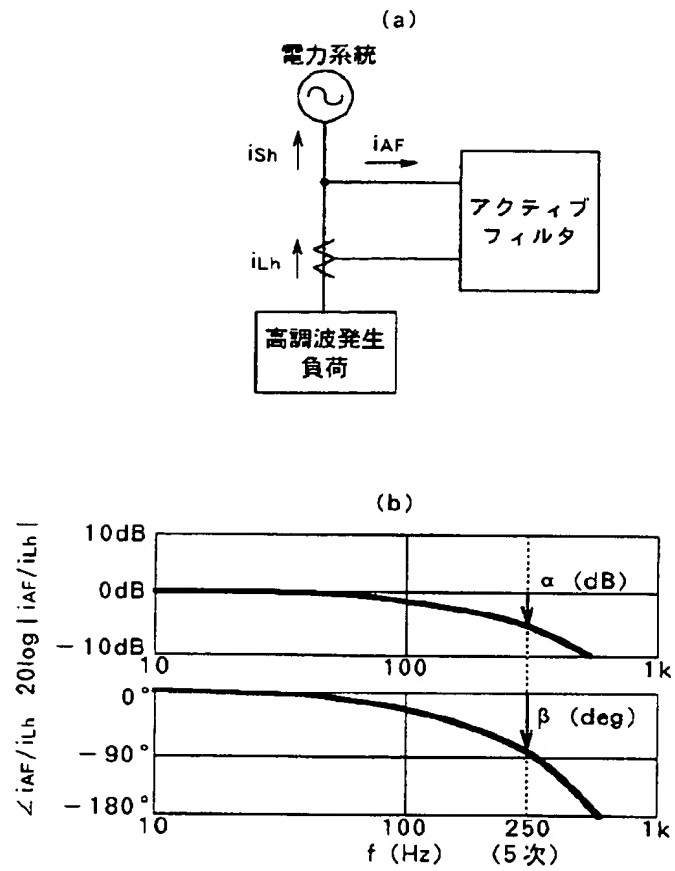 (a)
電力系統
iSh
iAF
アクティブ
フィルタ
iLh
高調波発生
負荷
(b)
∠iAF/iLh 20log|iAF/iLh|
10dB
0dB
α (dB)
-10dB
10 100 1k
0°
β (deg)
-90°
-180°
10 100 250 1k
f (Hz) (5次)